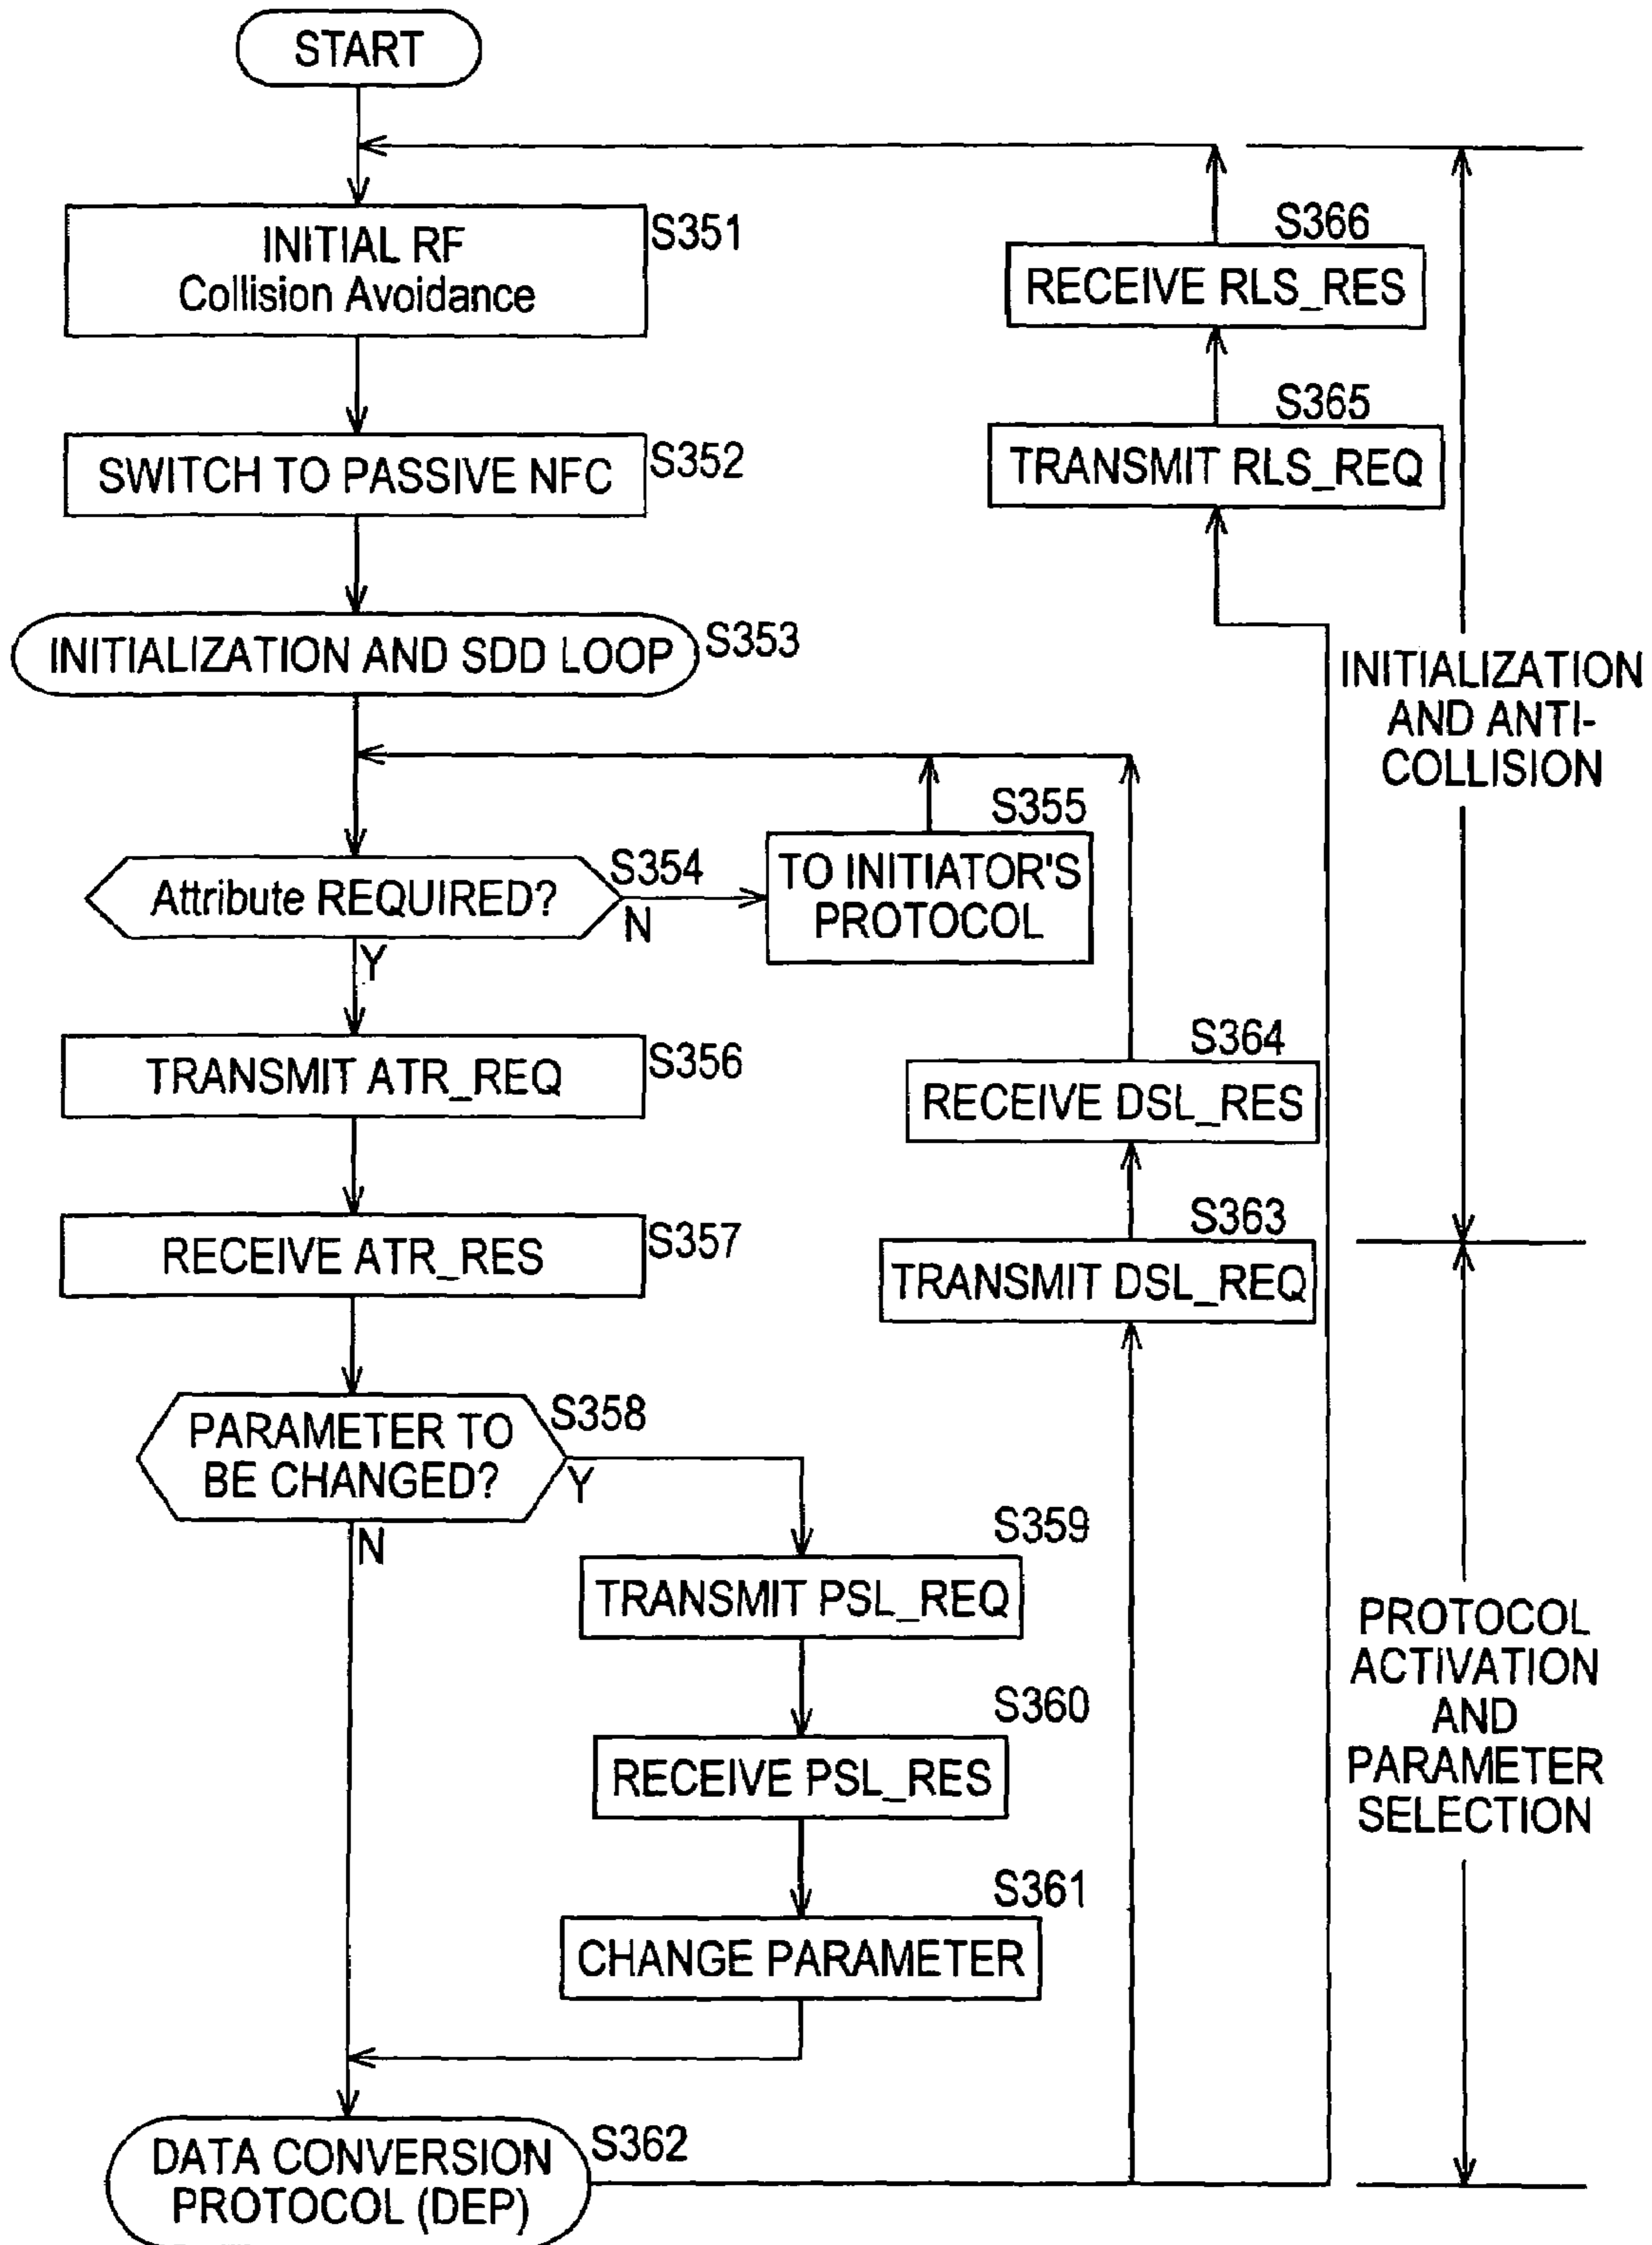 START
INITIAL RF
Collision Avoidance
S351
SWITCH TO PASSIVE NFC
S352
INITIALIZATION AND SDD LOOP
S353
Attribute REQUIRED?
S354
N
Y
S355
TO INITIATOR'S
PROTOCOL
TRANSMIT ATR_REQ
S356
RECEIVE ATR_RES
S357
PARAMETER TO
BE CHANGED?
S358
Y
N
S359
TRANSMIT PSL_REQ
S360
RECEIVE PSL_RES
S361
CHANGE PARAMETER
DATA CONVERSION
PROTOCOL (DEP)
S362
S363
TRANSMIT DSL_REQ
S364
RECEIVE DSL_RES
S365
TRANSMIT RLS_REQ
S366
RECEIVE RLS_RES
INITIALIZATION
AND ANTI-
COLLISION
PROTOCOL
ACTIVATION
AND
PARAMETER
SELECTION